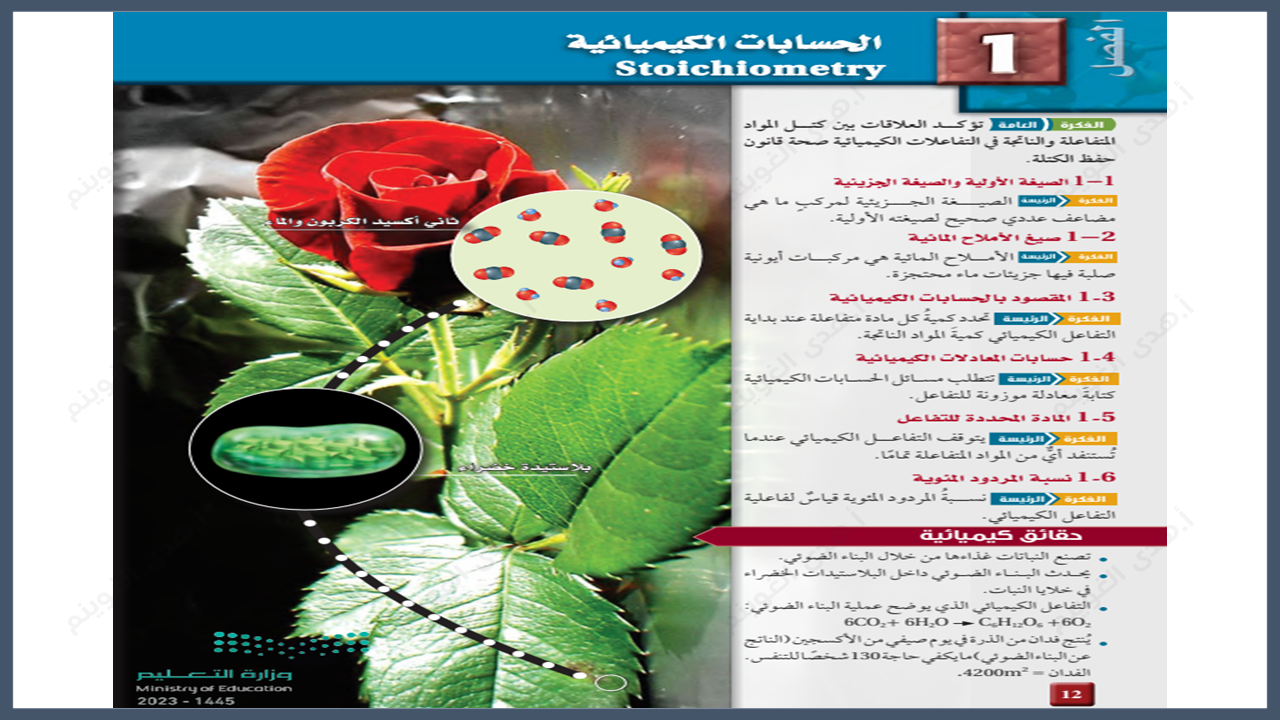 الفصل
1
الحسابات الكيميائية
Stoichiometry
الفكرة العامة تؤكد العلاقات بين كتل المواد
المتفاعلة والناتجة في التفاعلات الكيميائية صحة قانون
حفظ الكتلة.
1-1 الصيغة الأولية والصيغة الجزيئية
الفكرة الرئيسة الصيغة الجزيئية لمركبٍ ما هي
مضاعف عددي صحيح لصيغته الأولية.
1-2 صيغ الأملاح المائية
الفكرة الرئيسة الأملاح المائية هي مركبات أيونية
صلبة فيها جزيئات ماء محتجزة.
1-3 المقصود بالحسابات الكيميائية
الفكرة الرئيسة تحدد كميةُ كل مادة متفاعلة عند بداية
التفاعل الكيميائي كميةَ المواد الناتجة.
1-4 حسابات المعادلات الكيميائية
الفكرة الرئيسة تتطلب مسائل الحسابات الكيميائية
كتابةَ معادلة موزونة للتفاعل.
1-5 المادة المحددة للتفاعل
الفكرة الرئيسة يتوقف التفاعل الكيميائي عندما
تُستنفد أيٌّ من المواد المتفاعلة تمامًا.
1-6 نسبة المردود المئوية
الفكرة الرئيسة نسبةُ المردود المئوية قياسٌ لفاعلية
التفاعل الكيميائي.
حقائق كيميائية
• تصنع النباتات غذاءها من خلال البناء الضوئي.
• يحدث البناء الضوئي داخل البلاستيدات الخضراء
في خلايا النبات.
• التفاعل الكيميائي الذي يوضح عملية البناء الضوئي:
6CO₂+ 6H₂O → C₆H₁₂O₆ +6O₂
• يُنتج فدان من الذرة في يوم صيفي من الأكسجين (الناتج
عن البناء الضوئي) ما يكفي حاجة 130 شخصًا للتنفس.
الفدان = 4200m².
12
ثاني أكسيد الكربون والماء
بلاستيدة خضراء
وزارة التعليم
Ministry of Education
2023 - 1445
أ.هدى الغوينم